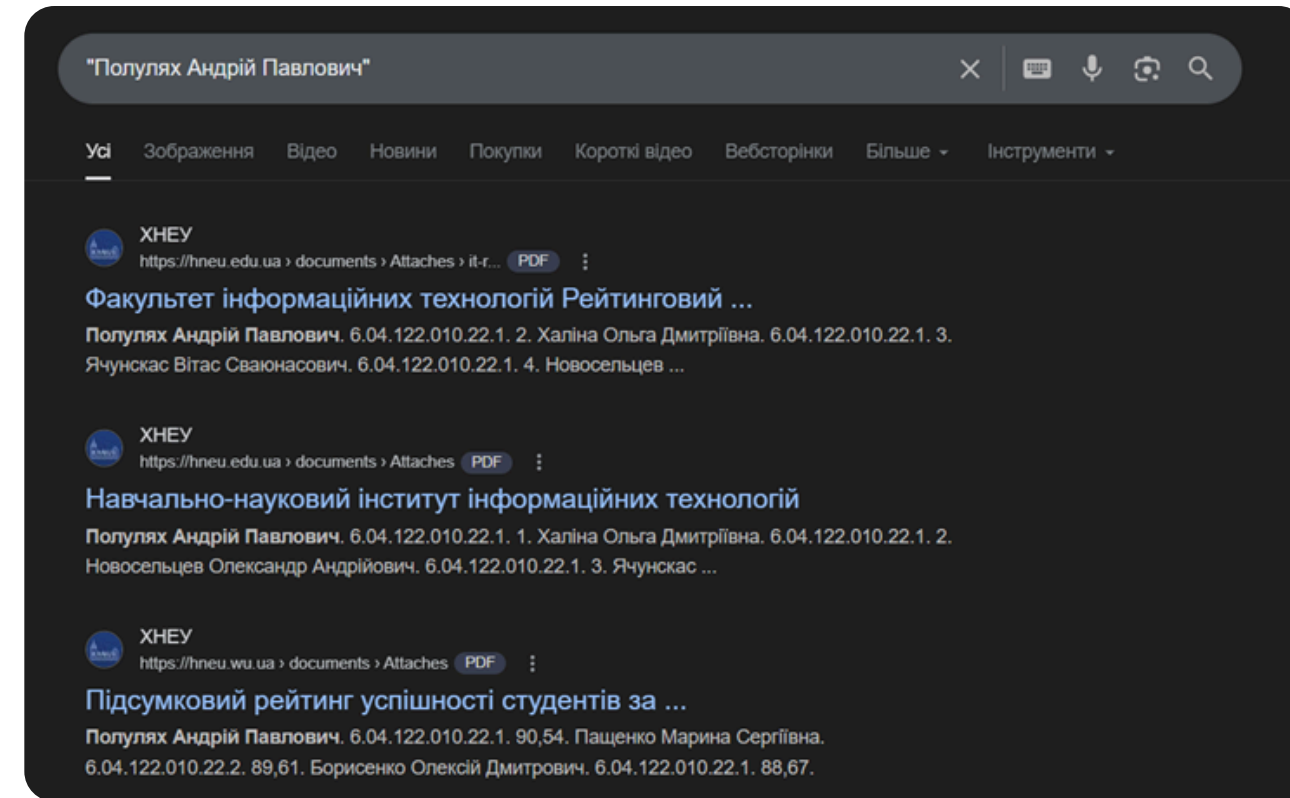 "Полулях Андрій Павлович"
Усі Зображення Відео Новини Покупки Короткі відео Вебсторінки Більше Інструменти
ХНЕУ
https://hneu.edu.ua › documents › Attaches › it-r... PDF
Факультет інформаційних технологій Рейтинговий ...
Полулях Андрій Павлович. 6.04.122.010.22.1. 2. Халіна Ольга Дмитріївна. 6.04.122.010.22.1. 3.
Ячунскас Вітас Сваюнасович. 6.04.122.010.22.1. 4. Новосельцев ...
ХНЕУ
https://hneu.edu.ua › documents › Attaches PDF
Навчально-науковий інститут інформаційних технологій
Полулях Андрій Павлович. 6.04.122.010.22.1. 1. Халіна Ольга Дмитріївна. 6.04.122.010.22.1. 2.
Новосельцев Олександр Андрійович. 6.04.122.010.22.1. 3. Ячунскас ...
ХНЕУ
https://hneu.wu.ua › documents › Attaches PDF
Підсумковий рейтинг успішності студентів за ...
Полулях Андрій Павлович. 6.04.122.010.22.1. 90,54. Пащенко Марина Сергіївна.
6.04.122.010.22.2. 89,61. Борисенко Олексій Дмитрович. 6.04.122.010.22.1. 88,67.